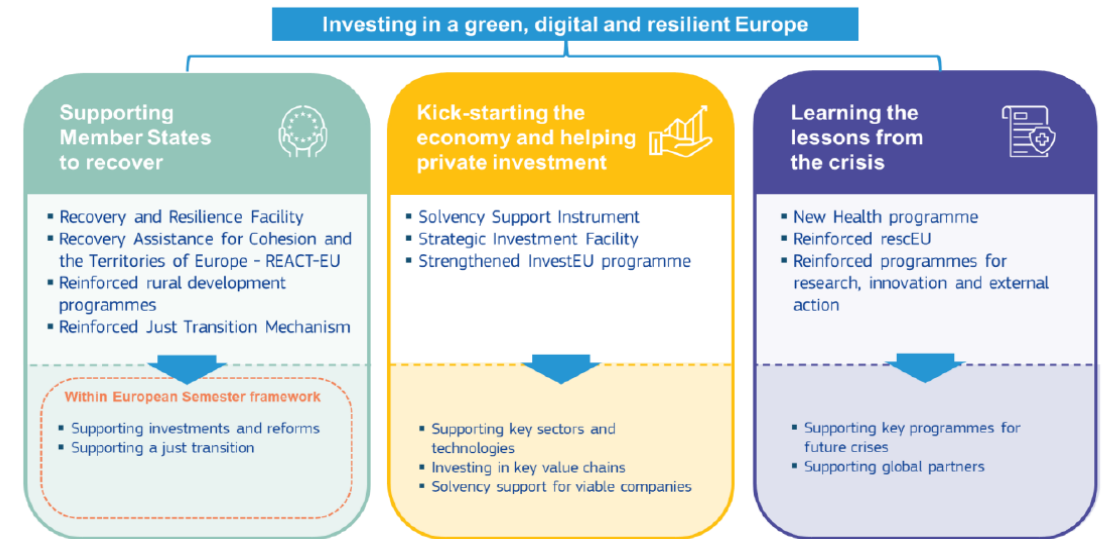 Investing in a green, digital and resilient Europe
Supporting
Member States
to recover
▪ Recovery and Resilience Facility
▪ Recovery Assistance for Cohesion and
the Territories of Europe - REACT-EU
▪ Reinforced rural development
programmes
▪ Reinforced Just Transition Mechanism
Within European Semester framework
▪ Supporting investments and reforms
▪ Supporting a just transition
Kick-starting the
economy and helping
private investment
▪ Solvency Support Instrument
▪ Strategic Investment Facility
▪ Strengthened InvestEU programme
▪ Supporting key sectors and
technologies
▪ Investing in key value chains
▪ Solvency support for viable companies
Learning the
lessons from
the crisis
▪ New Health programme
▪ Reinforced rescEU
▪ Reinforced programmes for
research, innovation and external
action
▪ Supporting key programmes for
future crises
▪ Supporting global partners